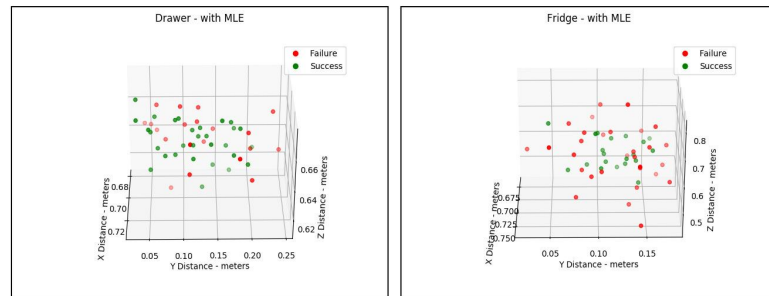 Drawer - with MLE
Failure
Success
0.66
0.64
0.62
Z Distance - meters
0.68
0.70
0.72
X Distance - meters
0.05
0.10
0.15
0.20
0.25
Y Distance - meters
Fridge - with MLE
Failure
Success
0.8
0.7
0.6
0.5
Z Distance - meters
0.675
0.700
0.725
0.750
X Distance - meters
0.05
0.10
0.15
Y Distance - meters